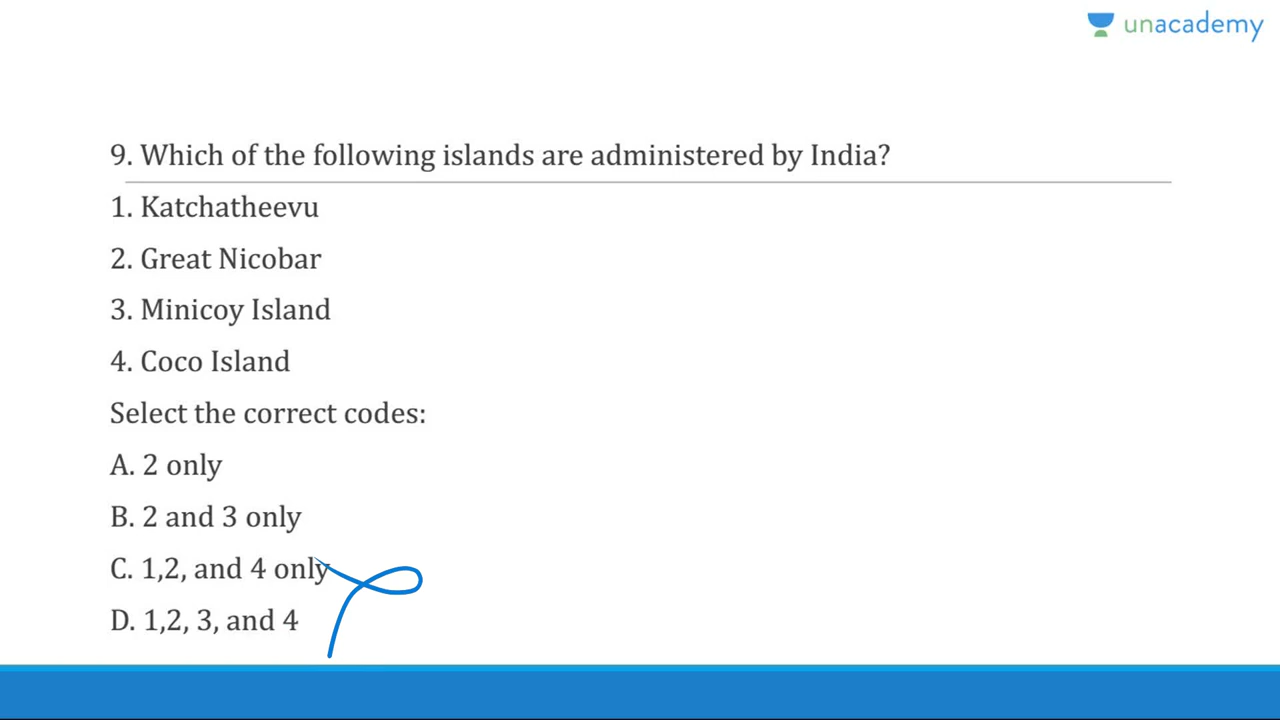 unacademy
9. Which of the following islands are administered by India?
1. Katchatheevu
2. Great Nicobar
3. Minicoy Island
4. Coco Island
Select the correct codes:
A. 2 only
B. 2 and 3 only
C. 1,2, and 4 only
D. 1,2, 3, and 4